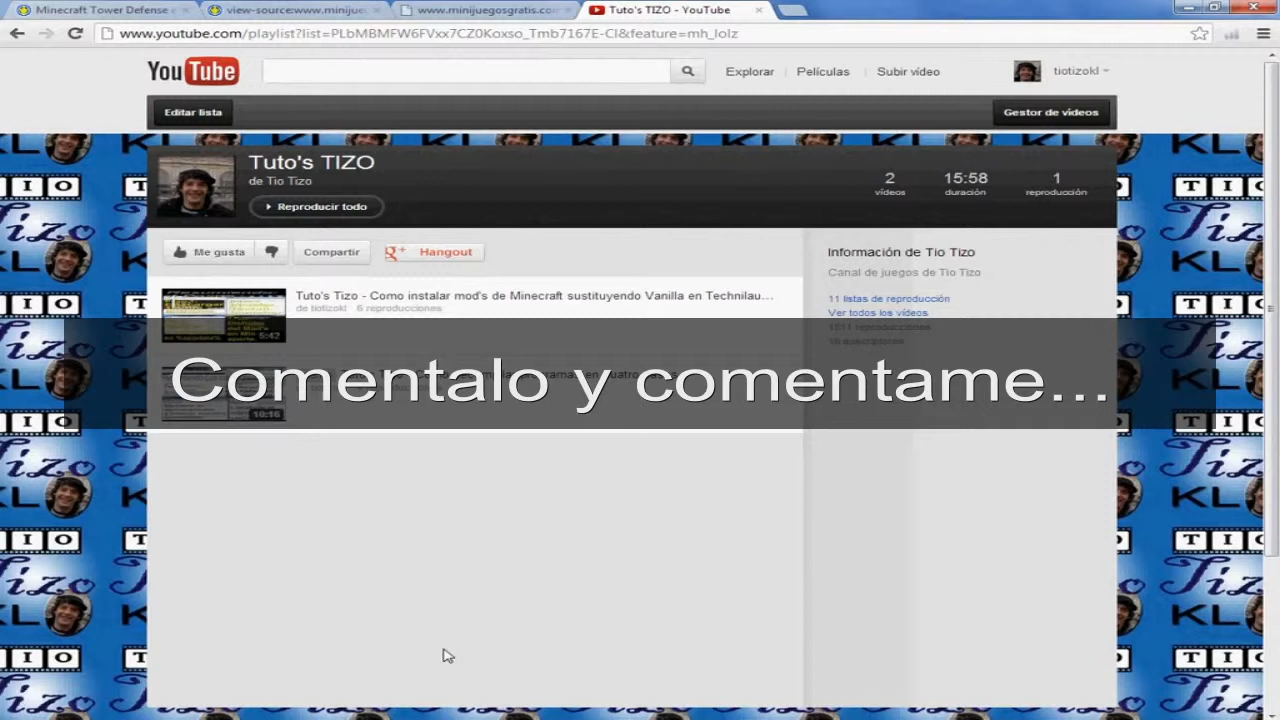 Minecraft Tower Defense
view-source:www.minijue
www.minijuegosgratis.com
Tuto's TIZO - YouTube
www.youtube.com/playlist?list=PLbMBMFW6FVxx7CZ0Koxso_Tmb7167E-CI&feature=mh_lolz
YouTube
Explorar
Películas
Subir vídeo
tiotizokl
Editar lista
Gestor de vídeos
Tuto's TIZO
de Tio Tizo
Reproducir todo
2
vídeos
15:58
duración
1
reproducción
Me gusta
Compartir
g+ Hangout
Información de Tio Tizo
Canal de juegos de Tio Tizo
11 listas de reproducción
Ver todos los vídeos
Tuto's Tizo - Como instalar mod's de Minecraft sustituyendo Vanilla en Technilau...
de tiotizokl 6 reproducciones
5:42
Comentalo y comentame...
10:16
TIO
Tizo
KL